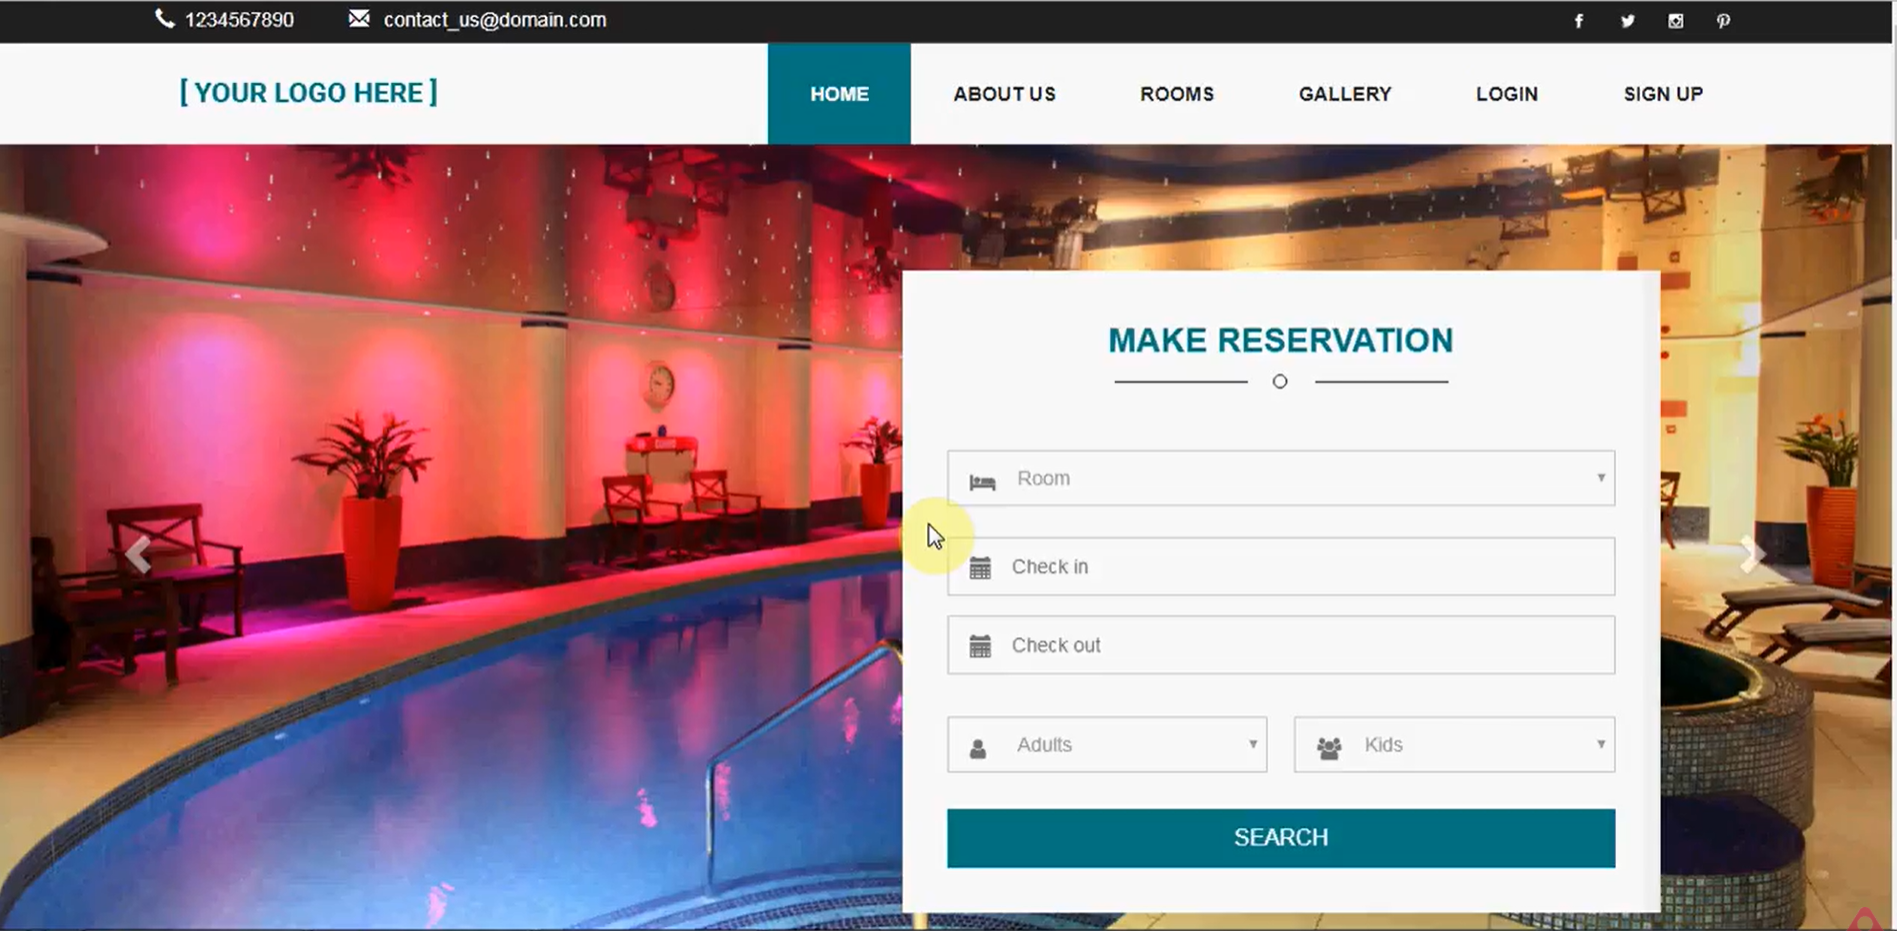 1234567890 contact_us@domain.com
[ YOUR LOGO HERE ] HOME ABOUT US ROOMS GALLERY LOGIN SIGN UP
MAKE RESERVATION
Room
Check in
Check out
Adults Kids
SEARCH